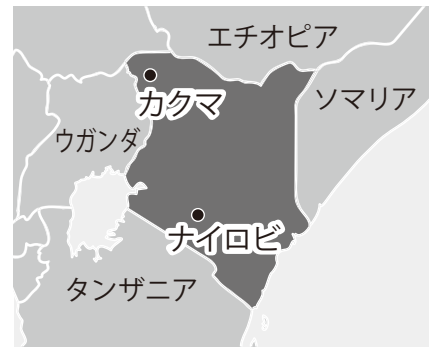 エチオピア
カクマ
ソマリア
ウガンダ
ナイロビ
タンザニア